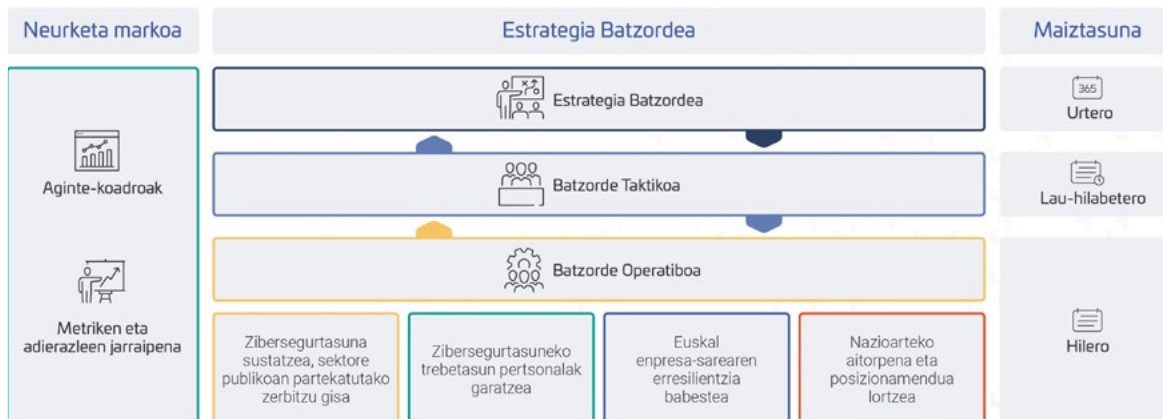 Neurketa markoa
Estrategia Batzordea
Maiztasuna
Aginte-koadroak
Metriken eta
adierazleen jarraipena
Estrategia Batzordea
365
Urtero
Batzorde Taktikoa
Lau-hilabetero
Batzorde Operatiboa
Zibersegurtasuna
sustatzea, sektore
publikoan partekatutako
zerbitzu gisa
Zibersegurtasuneko
trebetasun pertsonalak
garatzea
Euskal
enpresa-sarearen
erresilientzia
babestea
Nazioarteko
aitorpena eta
posizionamendua
lortzea
Hilero